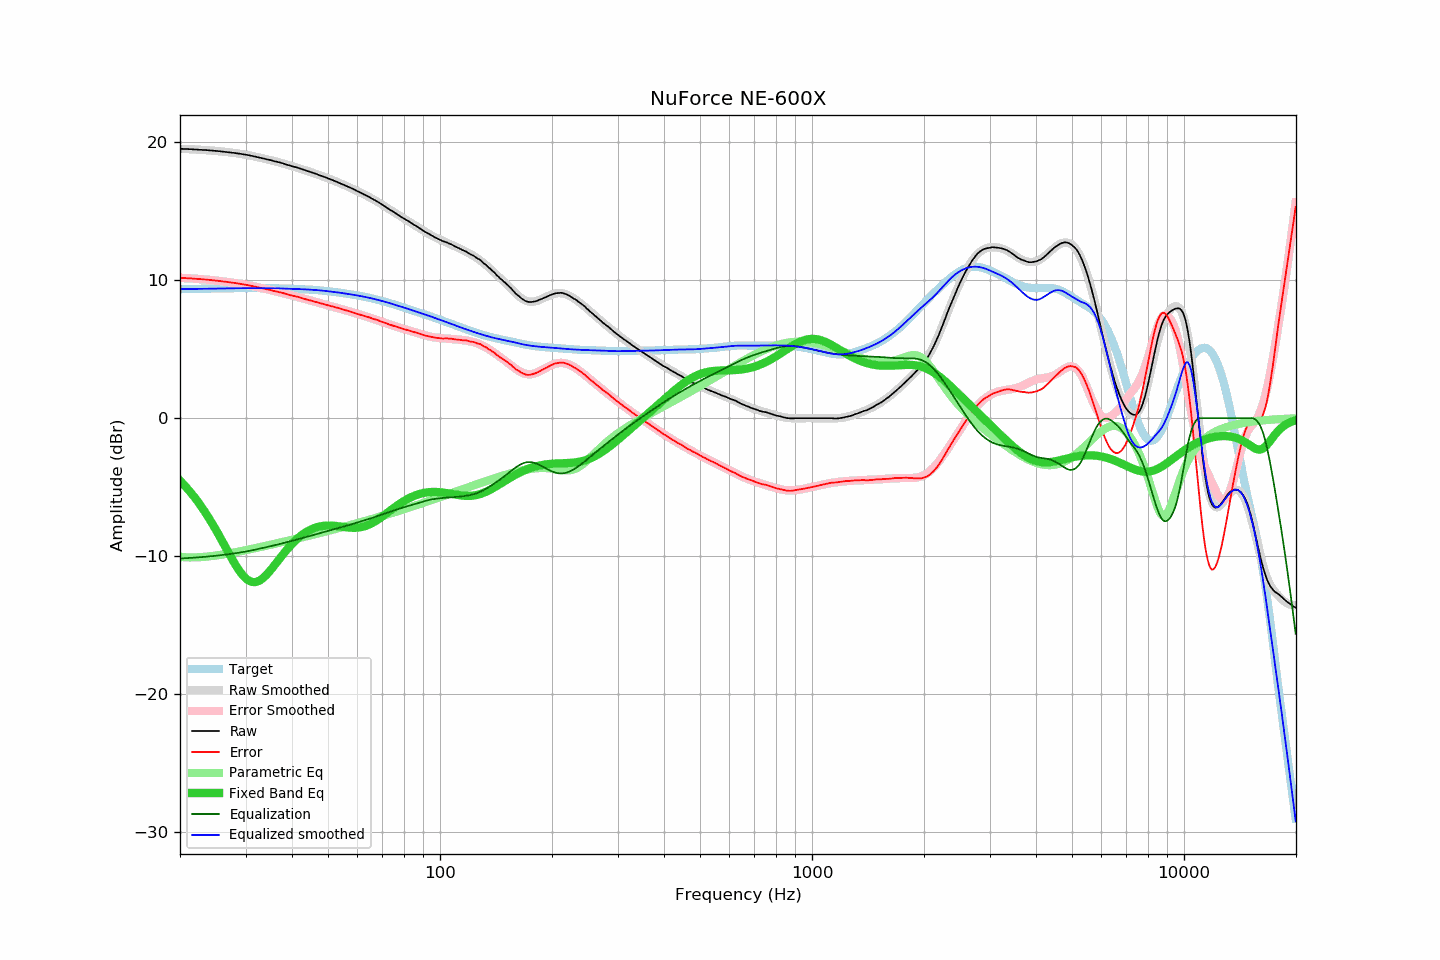 NuForce NE-600X
20
10
0
−10
−20
−30
Amplitude (dBr)
Target
Raw Smoothed
Error Smoothed
Raw
Error
Parametric Eq
Fixed Band Eq
Equalization
Equalized smoothed
100
1000
10000
Frequency (Hz)